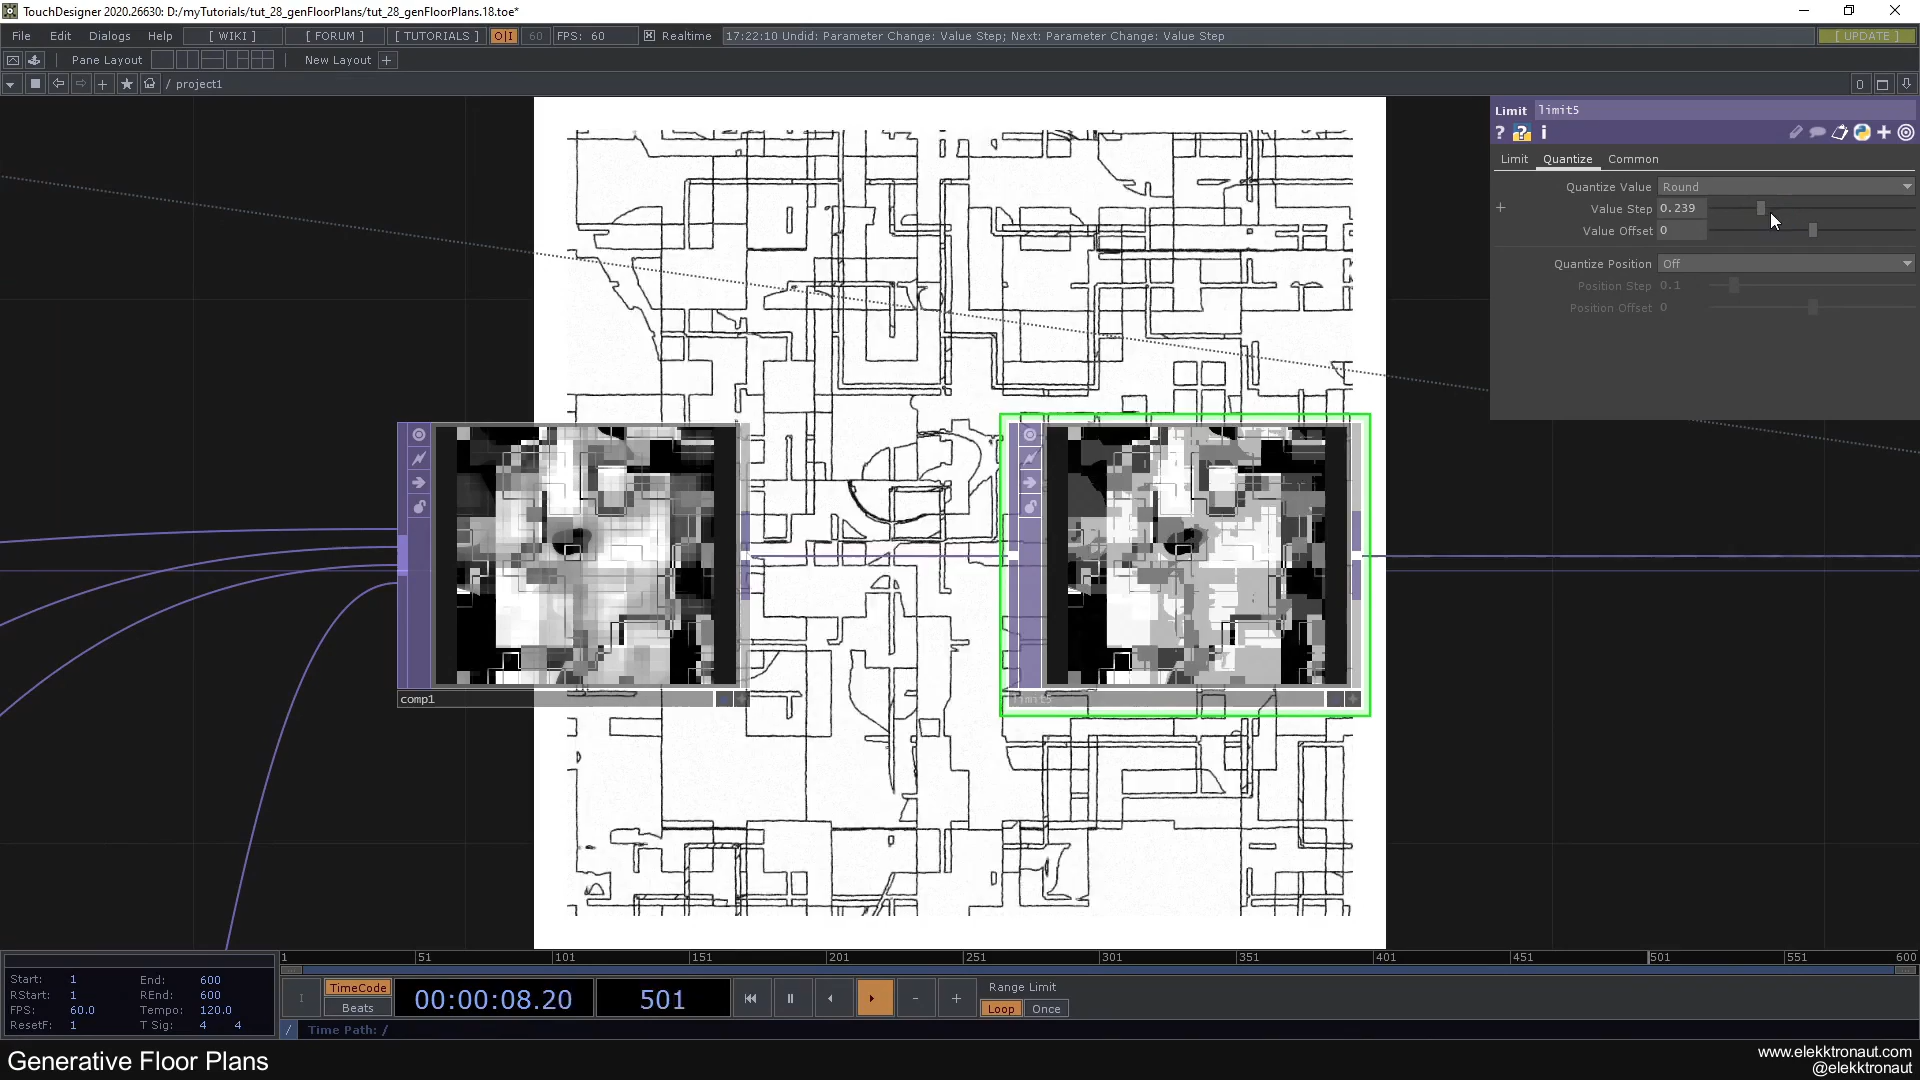 TouchDesigner 2020.26630: D:/myTutorials/tut_28_genFloorPlans/tut_28_genFloorPlans.18.toe*
File Edit Dialogs Help [ WIKI ] [ FORUM ] [ TUTORIALS ] O|I 60 FPS: 60 Realtime 17:22:10 Undid: Parameter Change: Value Step; Next: Parameter Change: Value Step [ UPDATE ]
Pane Layout New Layout +
/ project1 0
Limit limit5
? ? i
Limit Quantize Common
Quantize Value Round
+ Value Step 0.239
Value Offset 0
Quantize Position Off
Position Step 0.1
Position Offset 0
comp1
limit5
1 51 101 151 201 251 301 351 401 451 501 551 600
Start: 1 End: 600
RStart: 1 REnd: 600
FPS: 60.0 Tempo: 120.0
ResetF: 1 T Sig: 4 4
I TimeCode Beats 00:00:08.20 501 - + Range Limit
Loop Once
/ Time Path: /
Generative Floor Plans
www.elekktronaut.com
@elekktronaut